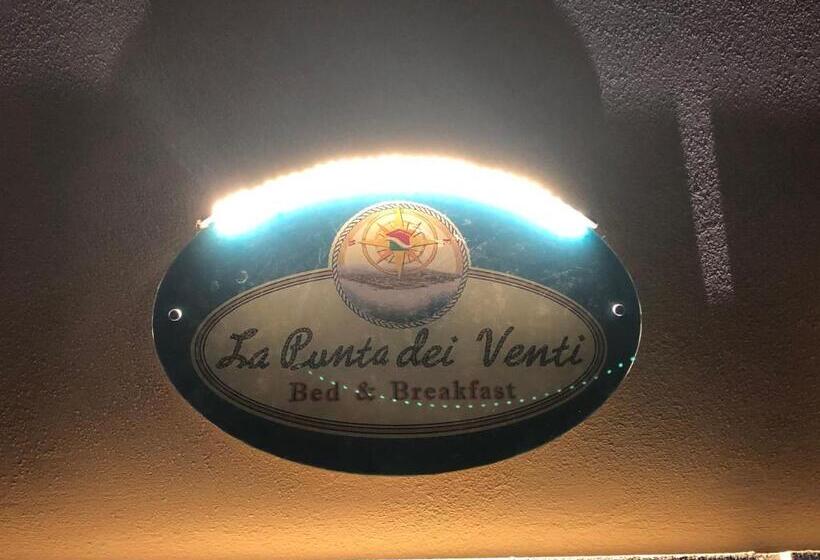 La Punta dei Venti
Bed & Breakfast